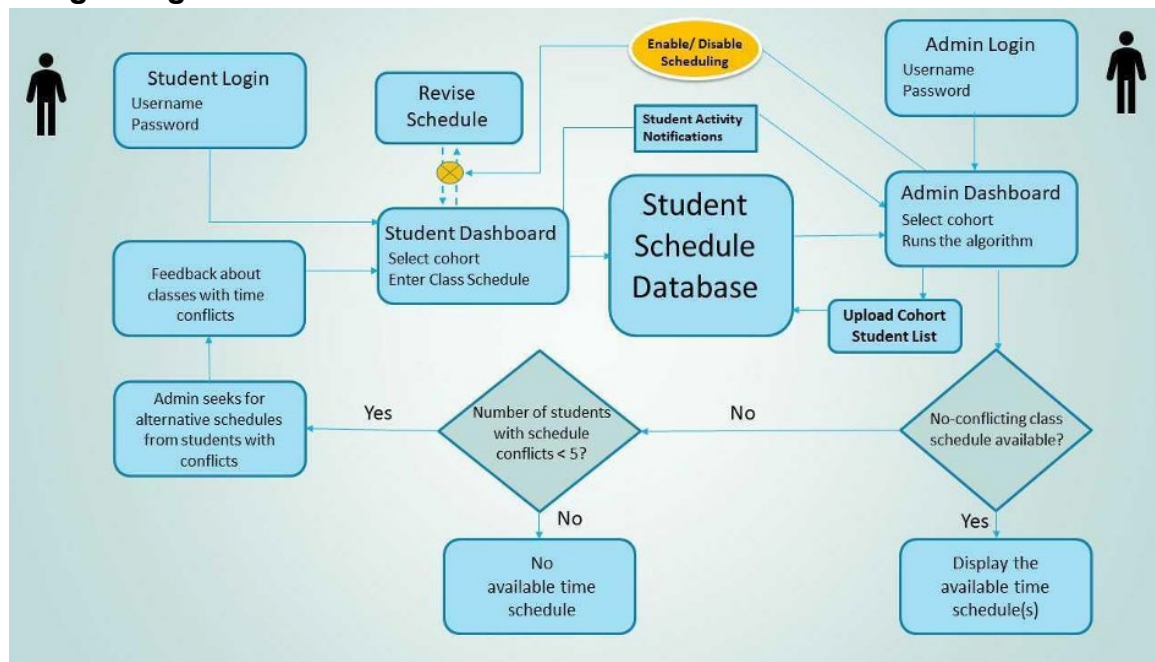 Student Login
Username
Password
Revise
Schedule
Enable/ Disable
Scheduling
Student Activity
Notifications
Admin Login
Username
Password
Student Dashboard
Select cohort
Enter Class Schedule
Student
Schedule
Database
Admin Dashboard
Select cohort
Runs the algorithm
Feedback about
classes with time
conflicts
Upload Cohort
Student List
Admin seeks for
alternative schedules
from students with
conflicts
Yes
Number of students
with schedule
conflicts < 5?
No
No-conflicting class
schedule available?
No
Yes
No
available time
schedule
Display the
available time
schedule(s)